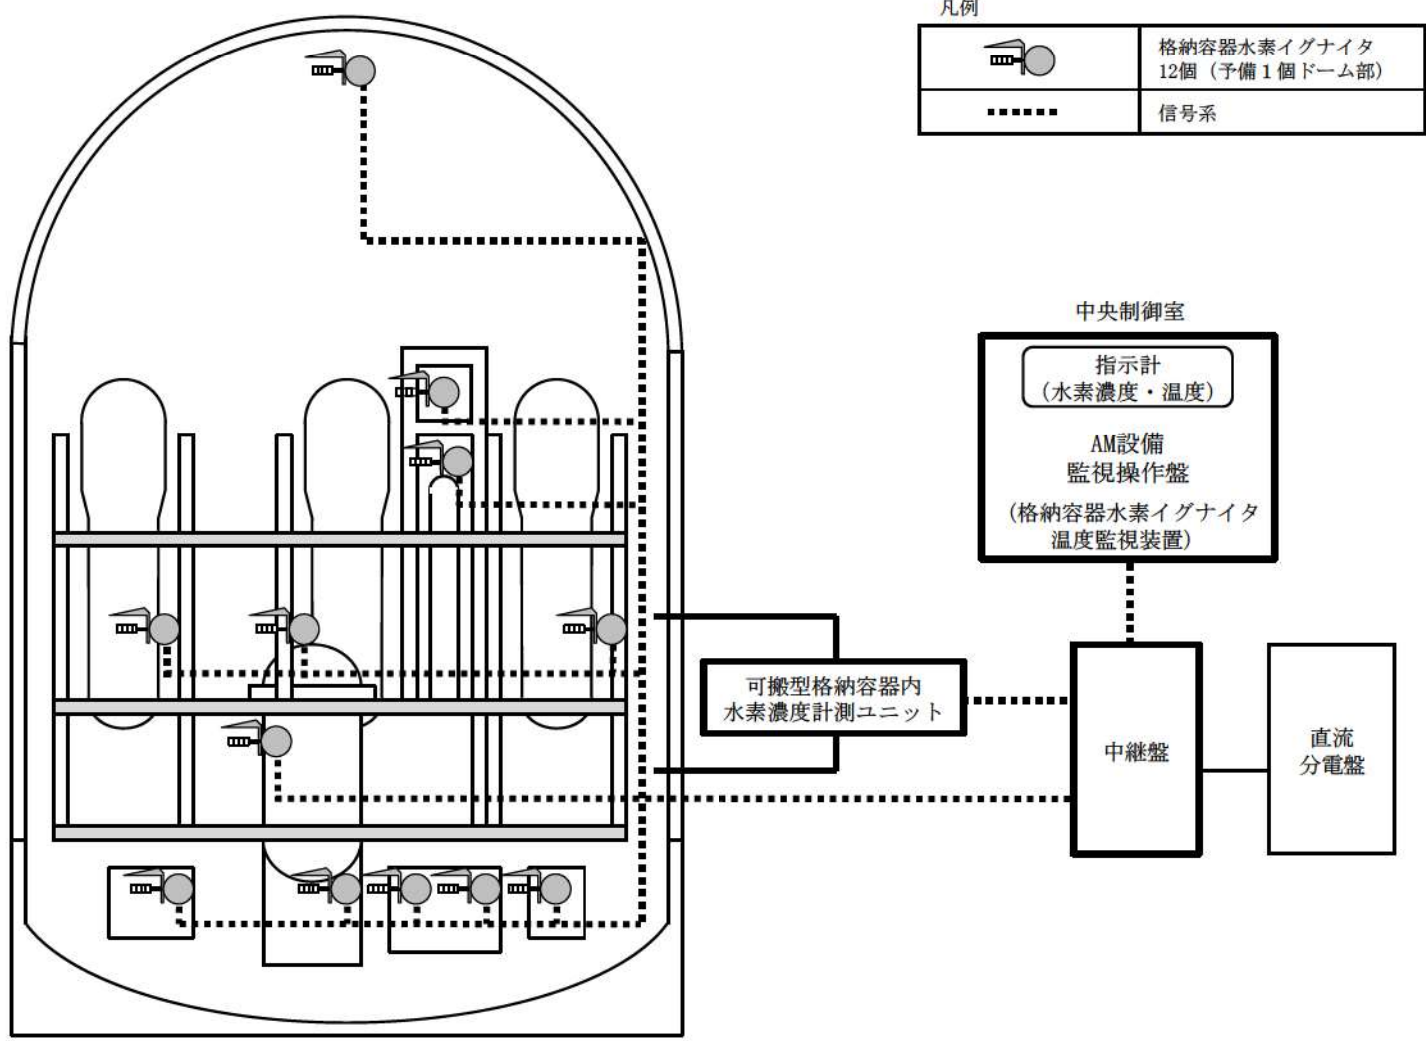 凡例
格納容器水素イグナイタ
12個（予備１個ドーム部）
信号系
中央制御室
指示計
（水素濃度・温度）
AM設備
監視操作盤
（格納容器水素イグナイタ
温度監視装置）
可搬型格納容器内
水素濃度計測ユニット
中継盤
直流
分電盤